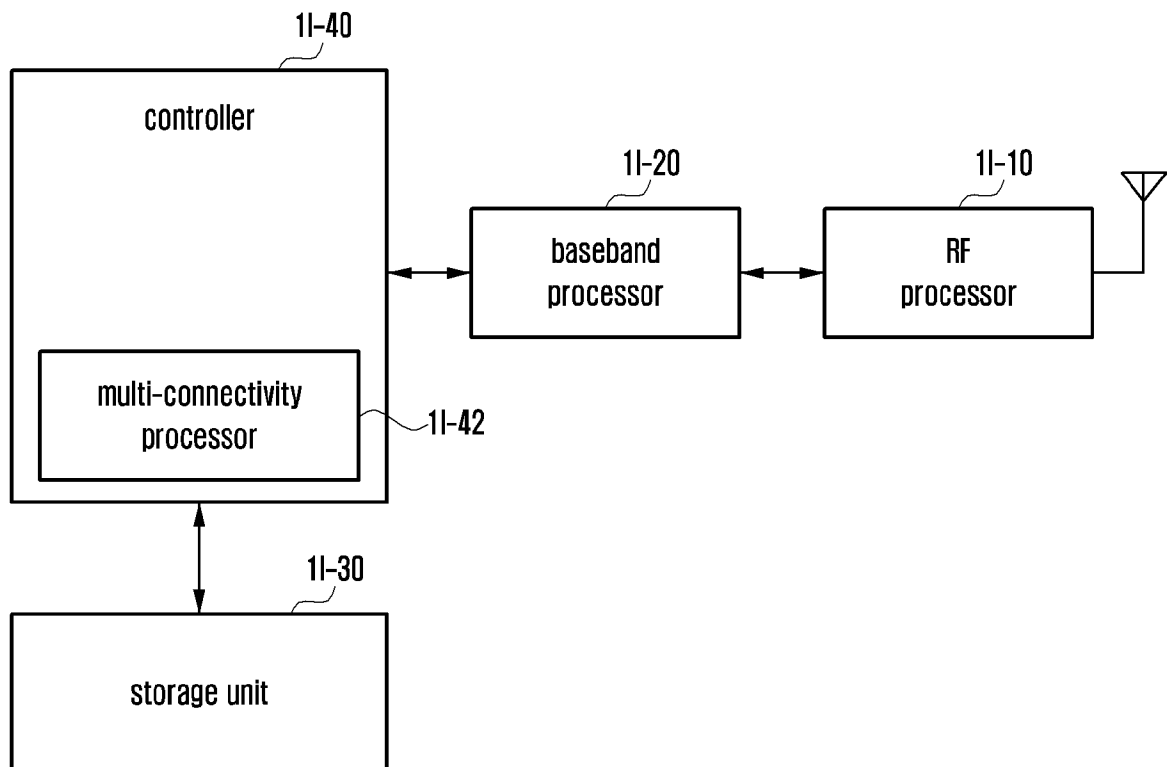 1l-40
controller
1l-20
1l-10
baseband
processor
RF
processor
multi-connectivity
processor
1l-42
1l-30
storage unit